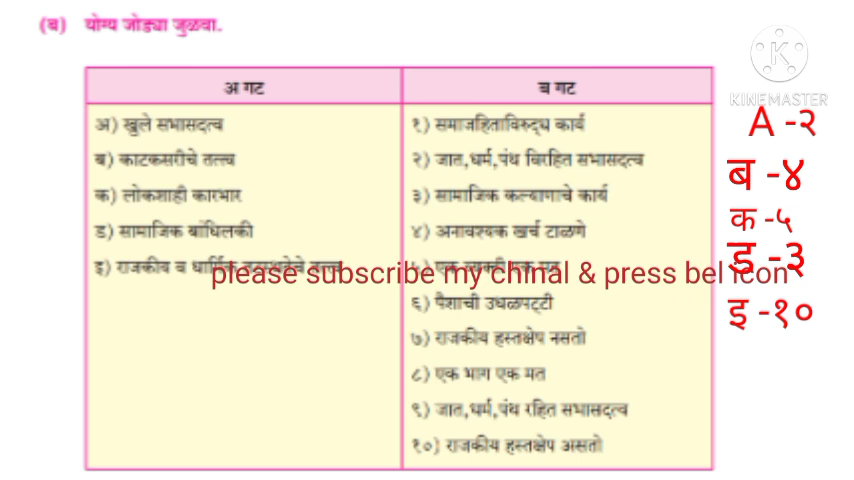 (ब) योग्य जोड्या जुळवा.
अ गट
ब गट
अ) खुले सभासदत्व
१) समाजहिताविरुद्ध कार्य
ब) काटकसरीचे तत्त्व
२) जात,धर्म,पंथ विरहित सभासदत्व
क) लोकशाही कारभार
३) सामाजिक कल्याणाचे कार्य
ड) सामाजिक बांधिलकी
४) अनावश्यक खर्च टाळणे
इ) राजकीय व धार्मिक
६) पैशाची उधळपट्टी
७) राजकीय हस्तक्षेप नसतो
८) एक भाग एक मत
९) जात,धर्म,पंथ रहित सभासदत्व
१०) राजकीय हस्तक्षेप असतो
please subscribe my chinal & press bel icon
K
KINEMASTER
A -२
ब -४
क -५
ड -३
इ -१०